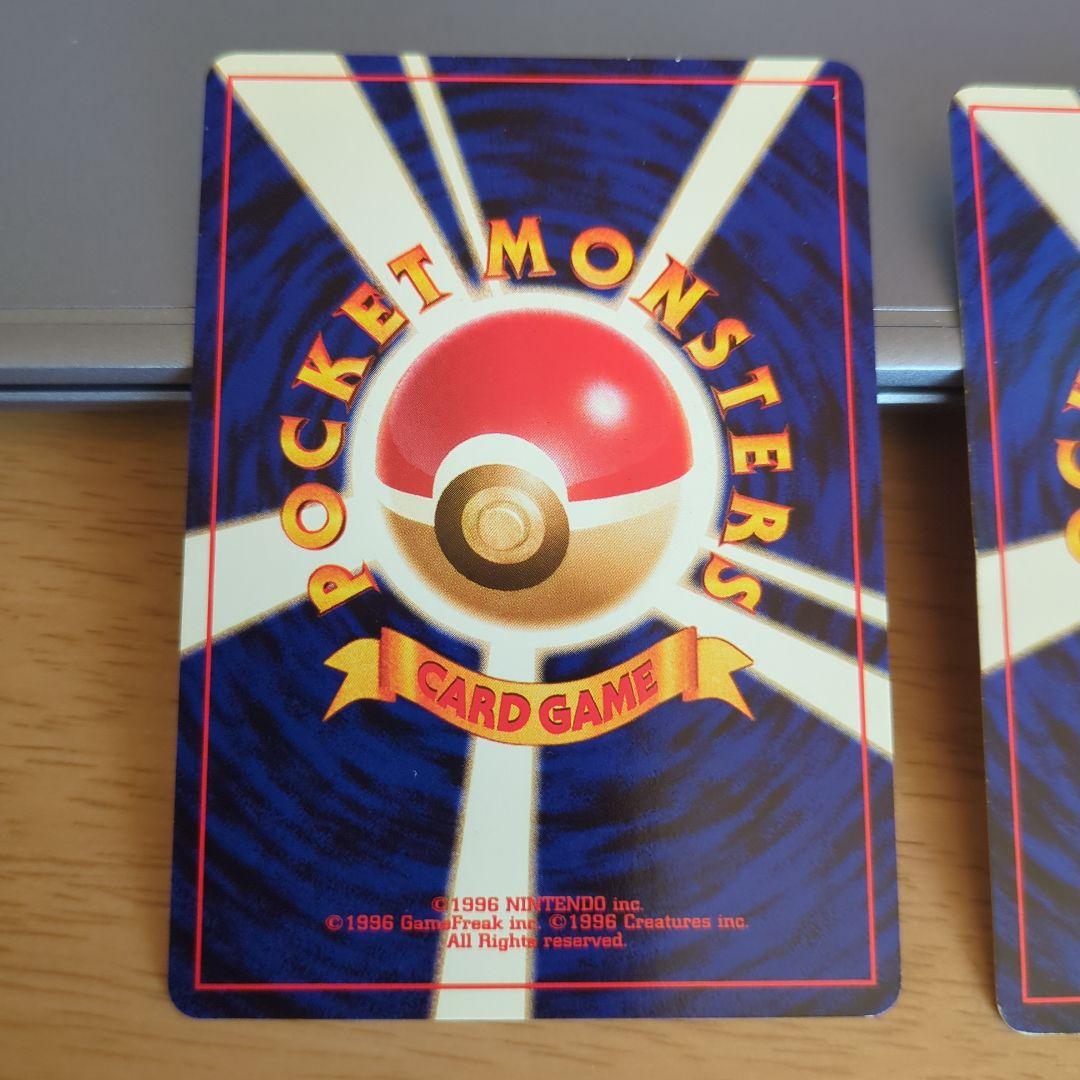 POCKET MONSTERS
CARD GAME
©1996 NINTENDO inc.
©1996 GameFreak inc. ©1996 Creatures inc.
All Rights reserved.